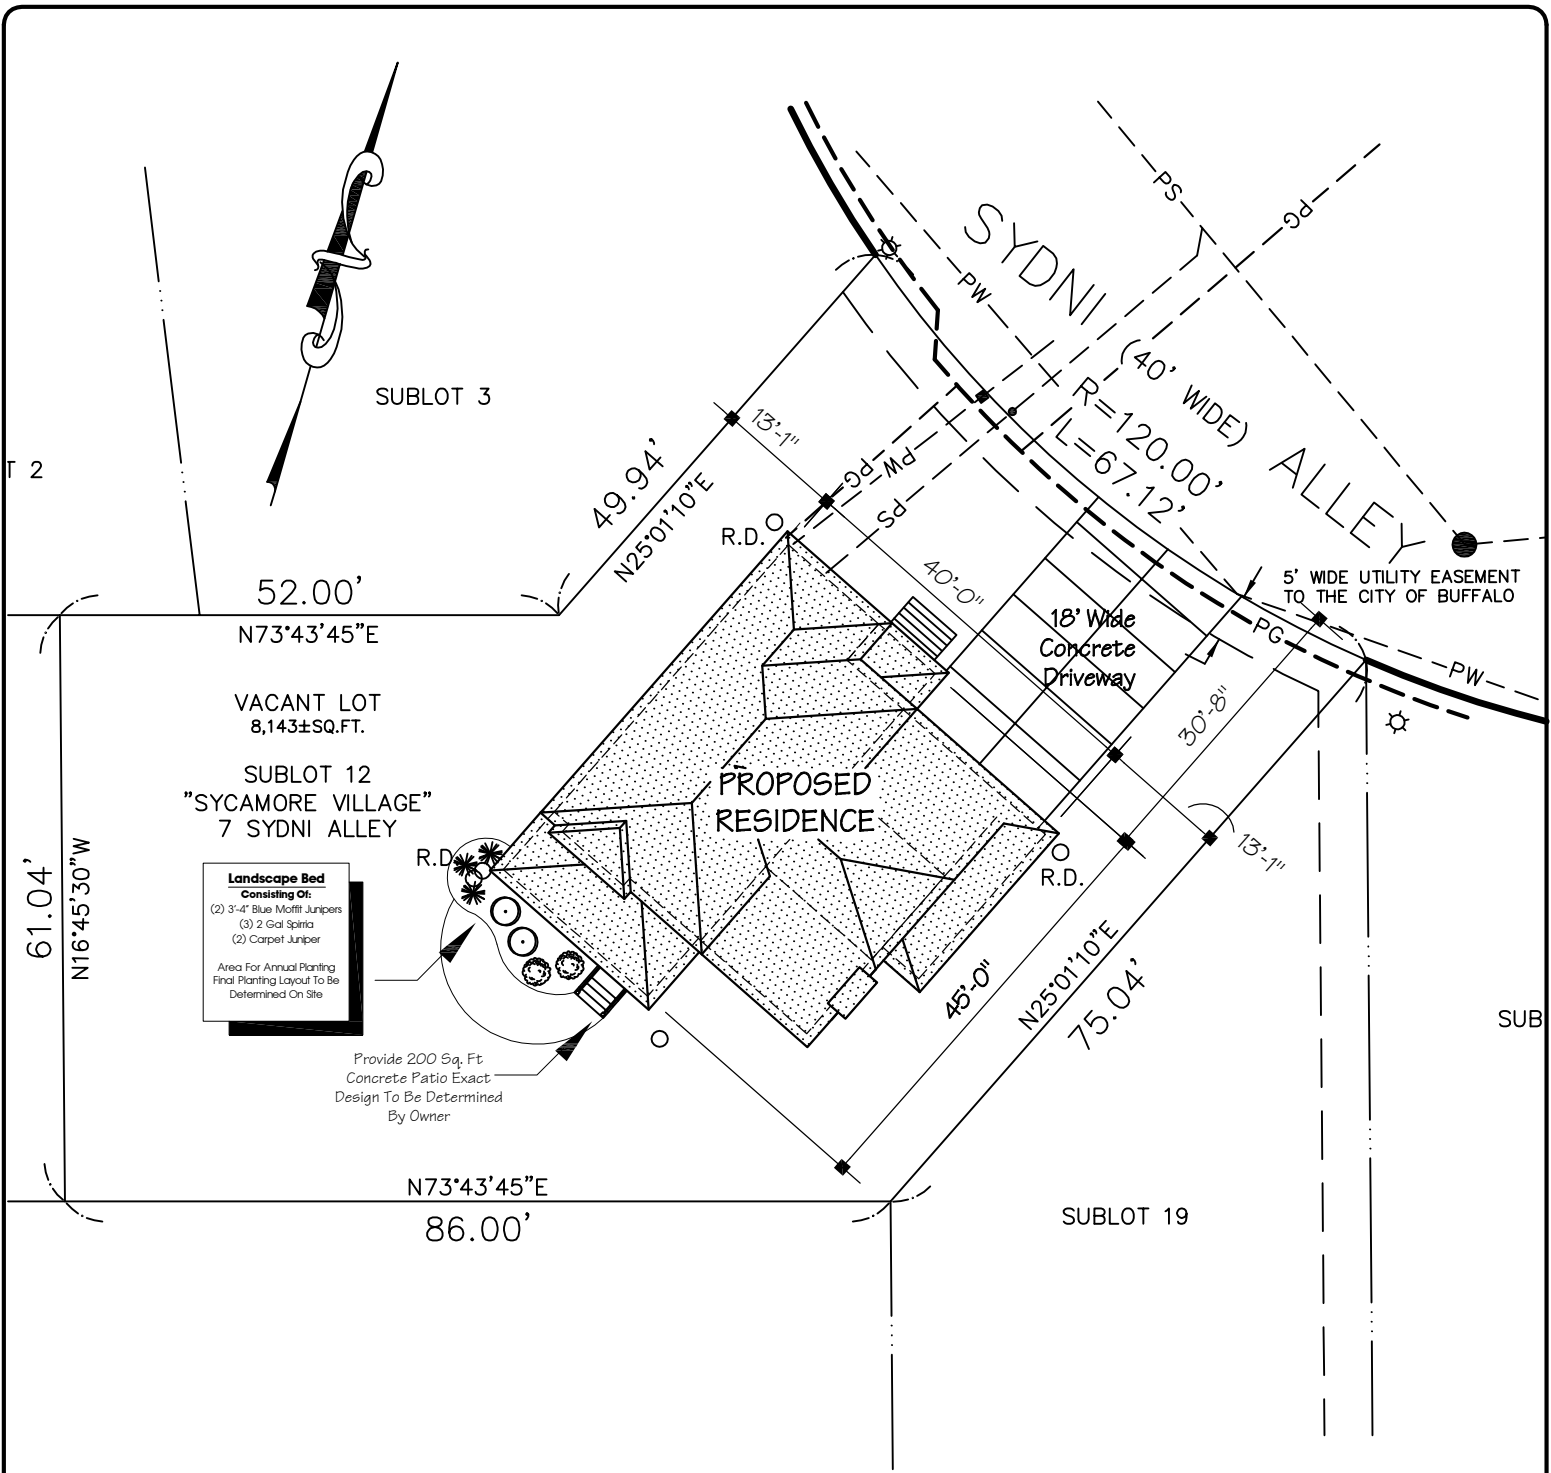 SYDNI ALLEY
(40' WIDE)
R=120.00'
L=67.12'
PS
PG
PW
SUBLOT 3
T 2
13'-1"
49.94'
N25°01'10"E
PG
PW
PS
R.D.
40'-0"
18' Wide
Concrete
Driveway
5' WIDE UTILITY EASEMENT
TO THE CITY OF BUFFALO
PG
PW
52.00'
N73°43'45"E
VACANT LOT
8,143±SQ.FT.
SUBLOT 12
"SYCAMORE VILLAGE"
7 SYDNI ALLEY
30'-8"
PROPOSED
RESIDENCE
R.D.
13'-1"
R.D.
61.04'
N16°45'30"W
Landscape Bed
Consisting Of:
(2) 3'-4" Blue Moffit Junipers
(3) 2 Gal Spirria
(2) Carpet Juniper
Area For Annual Planting
Final Planting Layout To Be
Determined On Site
45'-0"
N25°01'10"E
75.04'
SUB
Provide 200 Sq. Ft
Concrete Patio Exact
Design To Be Determined
By Owner
N73°43'45"E
86.00'
SUBLOT 19